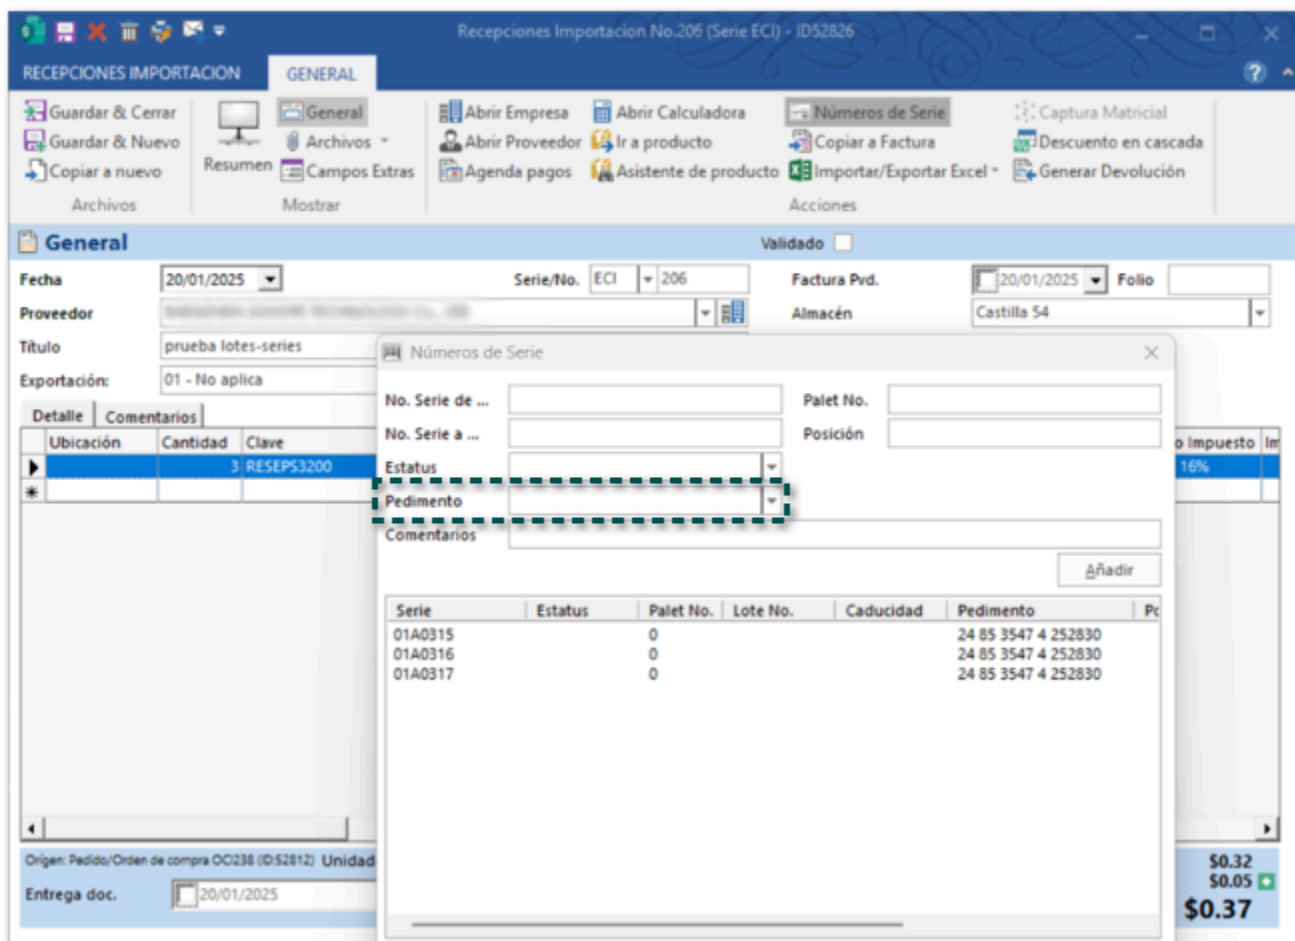 Recepciones Importacion No.206 (Serie ECI) - ID52826
RECEPCIONES IMPORTACION GENERAL
Guardar & Cerrar General Abrir Empresa Abrir Calculadora Números de Serie Captura Matricial
Guardar & Nuevo Archivos Abrir Proveedor Ir a producto Copiar a Factura Descuento en cascada
Copiar a nuevo Resumen Campos Extras Agenda pagos Asistente de producto Importar/Exportar Excel Generar Devolución
Archivos Mostrar Acciones
General Validado
Fecha 20/01/2025 Serie/No. ECI 206 Factura Pvd. 20/01/2025 Folio
Proveedor Almacén Castilla 54
Título prueba lotes-series
Exportación: 01 - No aplica
Detalle Comentarios
Ubicación Cantidad Clave o Impuesto Im
3 RESEPS3200 16%
Números de Serie
No. Serie de ... Palet No.
No. Serie a ... Posición
Estatus
Pedimento
Comentarios
Añadir
Serie Estatus Palet No. Lote No. Caducidad Pedimento Pc
01A0315 0 24 85 3547 4 252830
01A0316 0 24 85 3547 4 252830
01A0317 0 24 85 3547 4 252830
Origen: Pedido/Orden de compra OCI238 (ID:52812) Unidad $0.32
$0.05
Entrega doc. 20/01/2025 $0.37